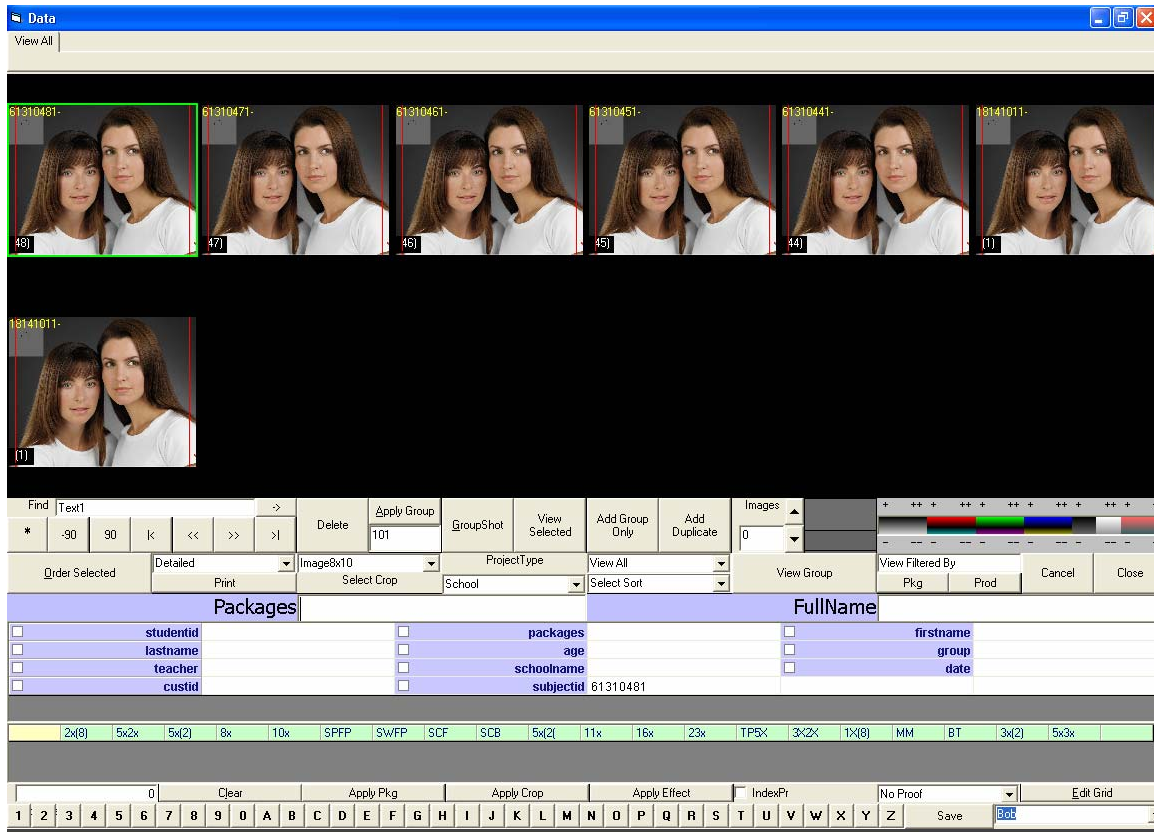 Data
View All
61310481- 61310471- 61310461- 61310451- 61310441- 18141011-
48) 47) 46) 45) 44) (1)
18141011-
(1)
Find Text1 -> Delete Apply Group GroupShot View Selected Add Group Only Add Duplicate Images + ++ + ++ + ++ + ++ + ++ +
* -90 90 |< << >> >| 101 0 - -- - -- - -- - -- - -- -
Order Selected Detailed Image8x10 ProjectType View All View Group View Filtered By Cancel Close
Print Select Crop School Select Sort Pkg Prod
Packages FullName
studentid packages firstname
lastname age group
teacher schoolname date
custid subjectid 61310481
2x(8) 5x2x 5x(2) 8x 10x SPFP SWFP SCF SCB 5x(2( 11x 16x 23x TP5X 3X2X 1X(8) MM BT 3x(2) 5x3x
0 Clear Apply Pkg Apply Crop Apply Effect IndexPr No Proof Edit Grid
1 2 3 4 5 6 7 8 9 0 A B C D E F G H I J K L M N O P Q R S T U V W X Y Z Save Bob